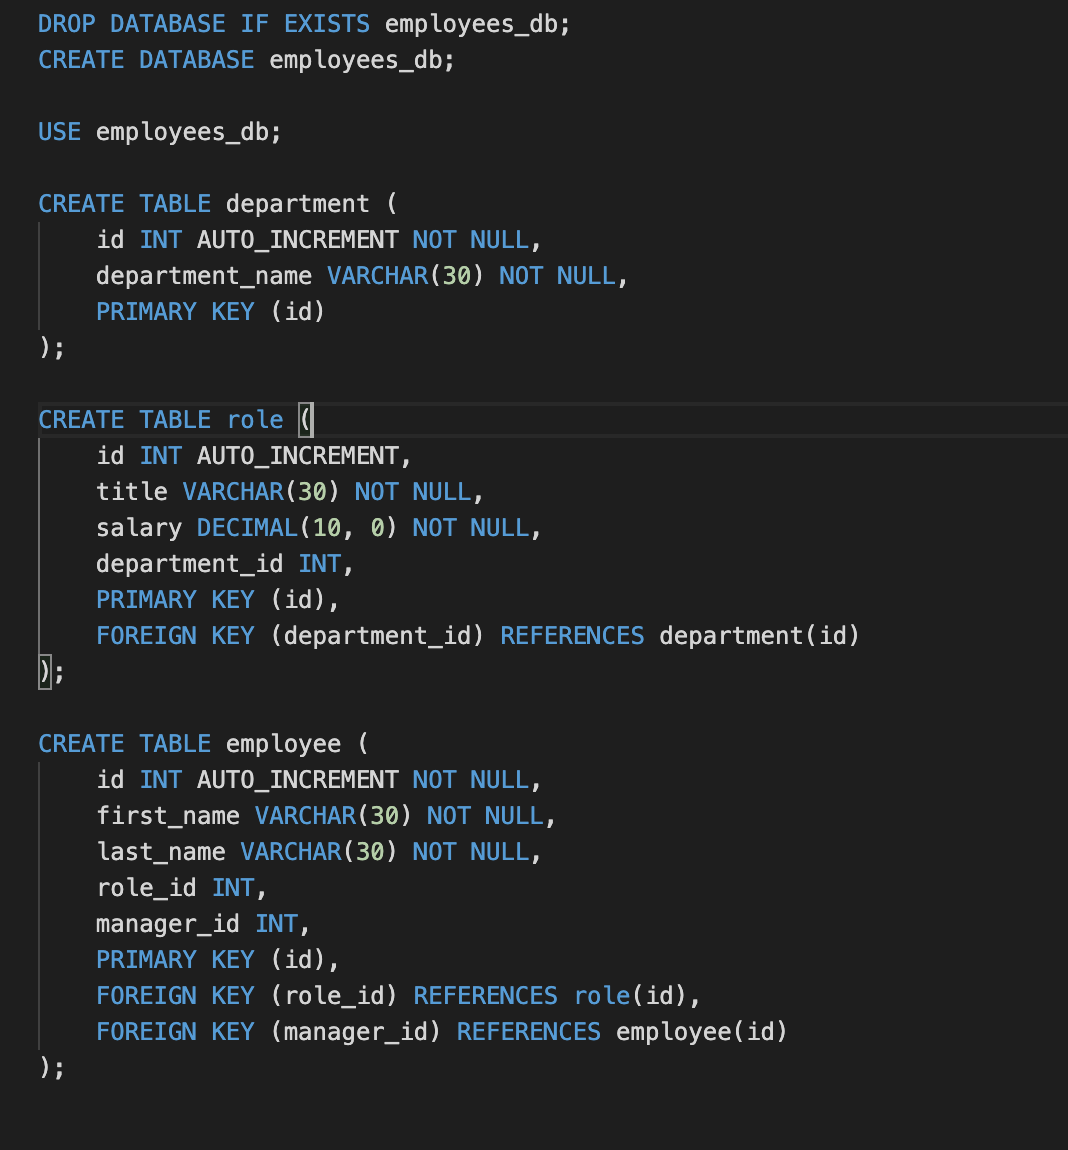 DROP DATABASE IF EXISTS employees_db;
CREATE DATABASE employees_db;
USE employees_db;
CREATE TABLE department (
id INT AUTO_INCREMENT NOT NULL,
department_name VARCHAR(30) NOT NULL,
PRIMARY KEY (id)
);
CREATE TABLE role (
id INT AUTO_INCREMENT,
title VARCHAR(30) NOT NULL,
salary DECIMAL(10, 0) NOT NULL,
department_id INT,
PRIMARY KEY (id),
FOREIGN KEY (department_id) REFERENCES department(id)
);
CREATE TABLE employee (
id INT AUTO_INCREMENT NOT NULL,
first_name VARCHAR(30) NOT NULL,
last_name VARCHAR(30) NOT NULL,
role_id INT,
manager_id INT,
PRIMARY KEY (id),
FOREIGN KEY (role_id) REFERENCES role(id),
FOREIGN KEY (manager_id) REFERENCES employee(id)
);